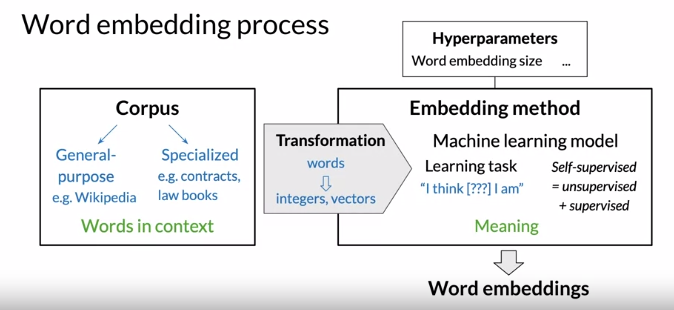 Word embedding process
Hyperparameters
Word embedding size ...
Corpus
General-
purpose
e.g. Wikipedia
Specialized
e.g. contracts,
law books
Words in context
Transformation
words
integers, vectors
Embedding method
Machine learning model
Learning task
"I think [???] I am"
Self-supervised
= unsupervised
+ supervised
Meaning
Word embeddings